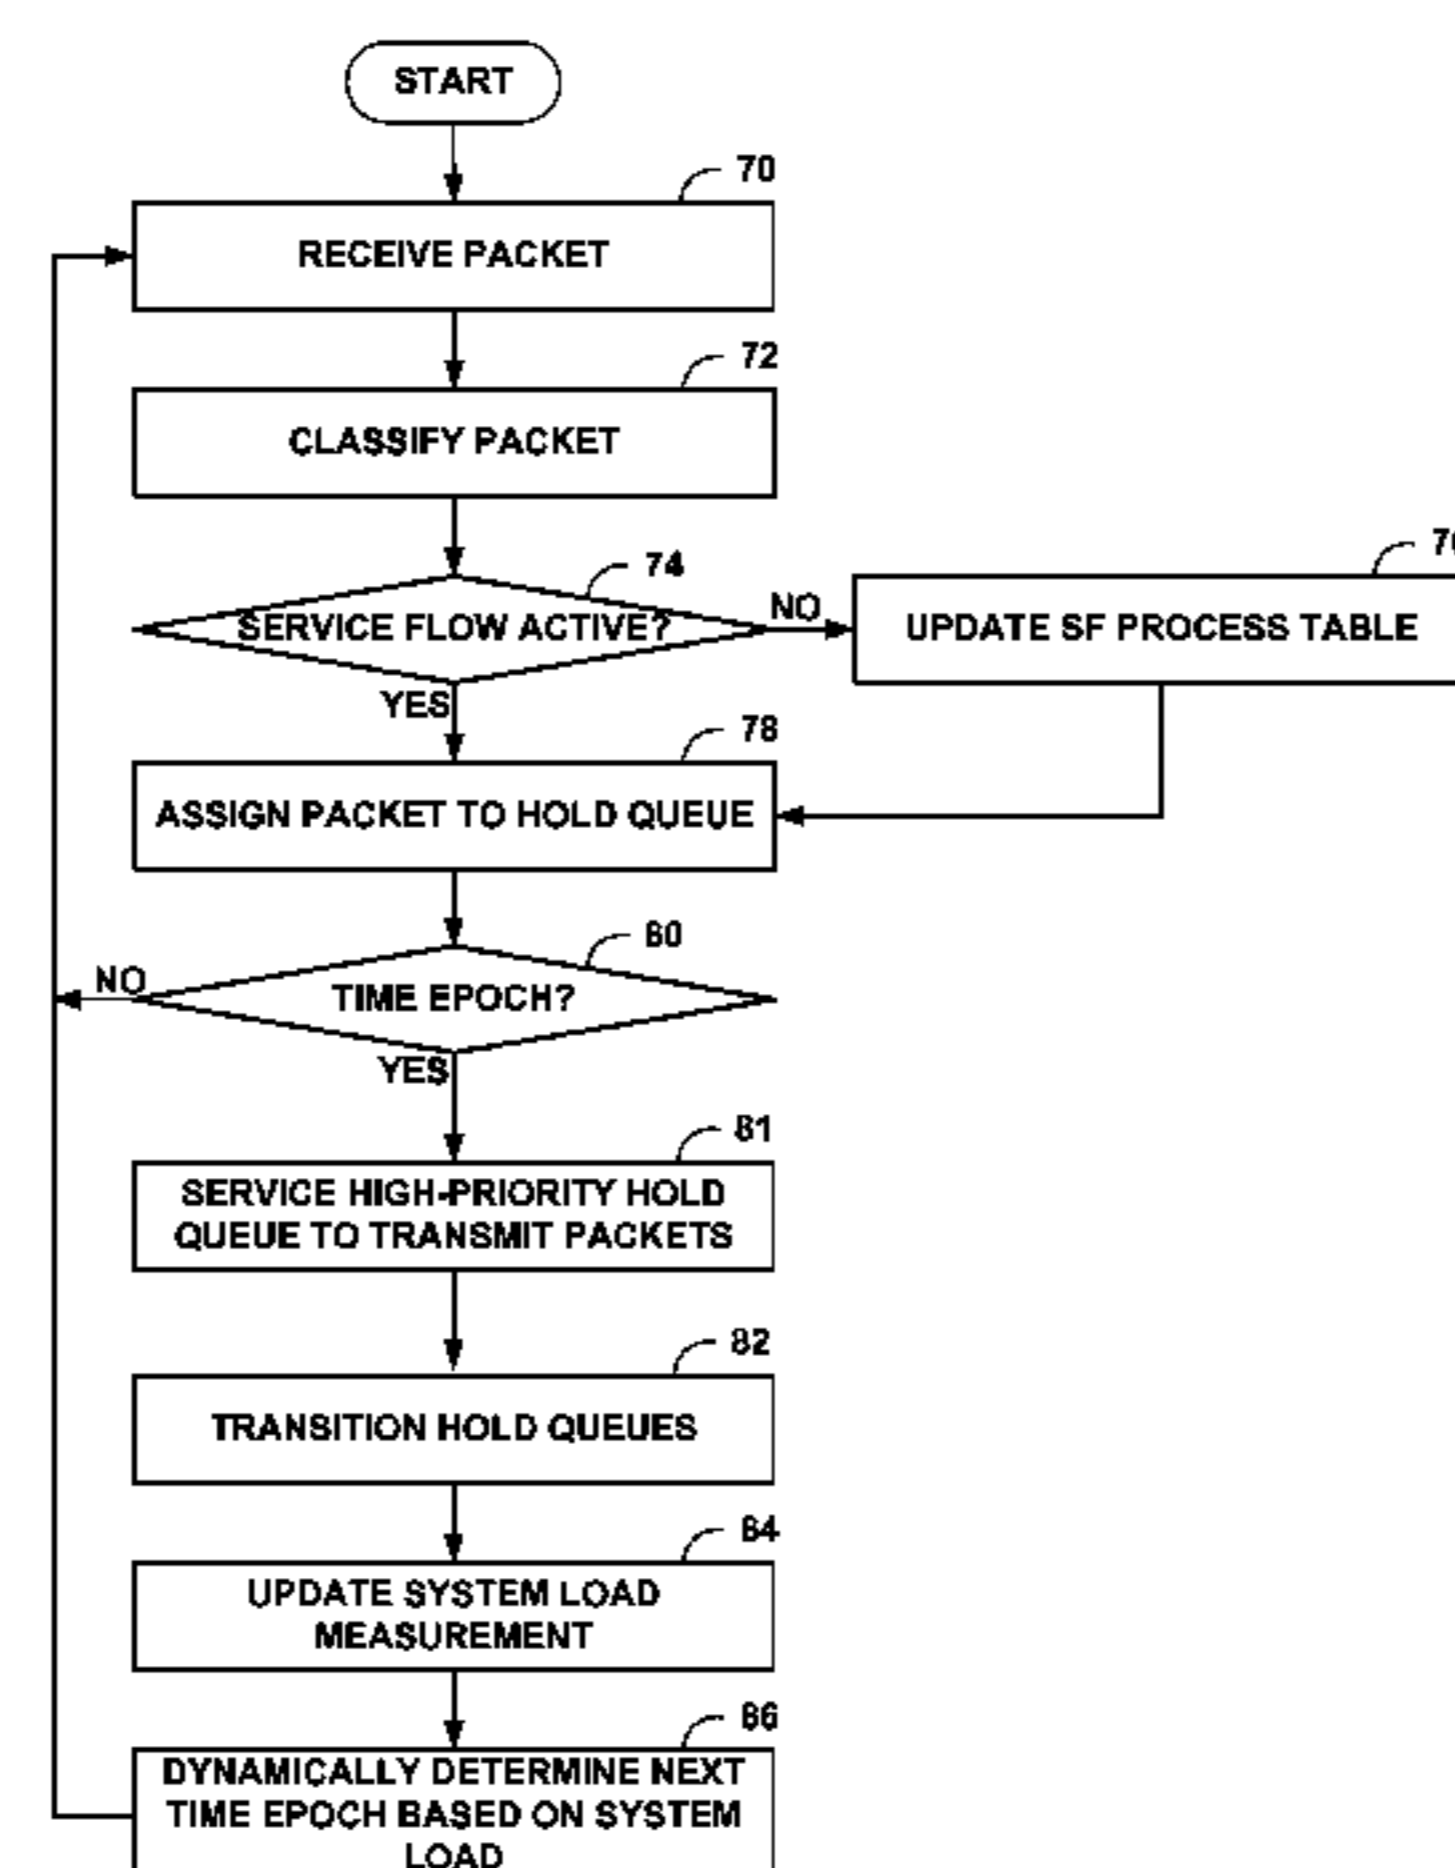 START
70
RECEIVE PACKET
72
CLASSIFY PACKET
74
SERVICE FLOW ACTIVE?
NO
UPDATE SF PROCESS TABLE
YES
78
ASSIGN PACKET TO HOLD QUEUE
80
TIME EPOCH?
NO
YES
81
SERVICE HIGH-PRIORITY HOLD
QUEUE TO TRANSMIT PACKETS
82
TRANSITION HOLD QUEUES
84
UPDATE SYSTEM LOAD
MEASUREMENT
86
DYNAMICALLY DETERMINE NEXT
TIME EPOCH BASED ON SYSTEM
LOAD